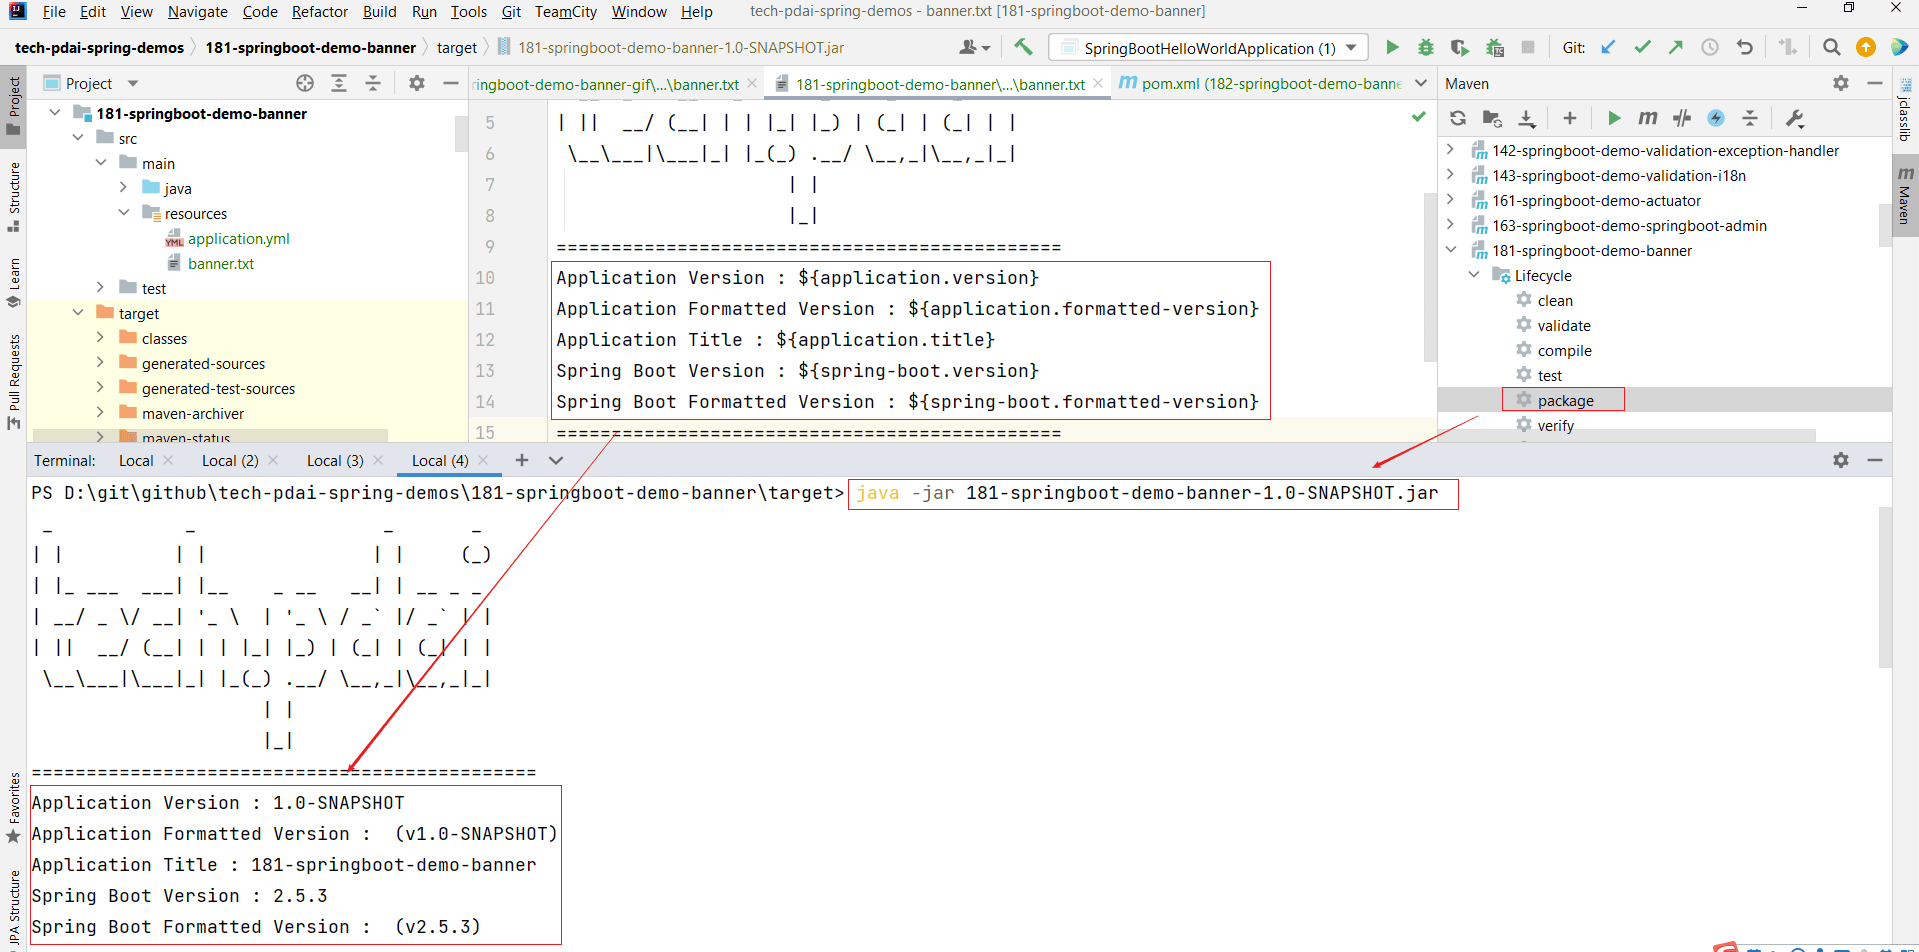 File Edit View Navigate Code Refactor Build Run Tools Git TeamCity Window Help tech-pdai-spring-demos - banner.txt [181-springboot-demo-banner]
tech-pdai-spring-demos 181-springboot-demo-banner target 181-springboot-demo-banner-1.0-SNAPSHOT.jar SpringBootHelloWorldApplication (1) Git:
Project
Structure
Learn
Pull Requests
Favorites
JPA Structure
Project
181-springboot-demo-banner
src
main
java
resources
application.yml
banner.txt
test
target
classes
generated-sources
generated-test-sources
maven-archiver
maven-status
ringboot-demo-banner-gif\...\banner.txt 181-springboot-demo-banner\...\banner.txt pom.xml (182-springboot-demo-banne
5 | ||  __/ (__| | | |_| |_) | (_| | (_| | |
6  \__\___|\___|_| |_(_) .__/ \__,_|\__,_|_|
7                      | |
8                      |_|
9 ==============================================
10 Application Version : ${application.version}
11 Application Formatted Version : ${application.formatted-version}
12 Application Title : ${application.title}
13 Spring Boot Version : ${spring-boot.version}
14 Spring Boot Formatted Version : ${spring-boot.formatted-version}
15 ==============================================
Maven
142-springboot-demo-validation-exception-handler
143-springboot-demo-validation-i18n
161-springboot-demo-actuator
163-springboot-demo-springboot-admin
181-springboot-demo-banner
Lifecycle
clean
validate
compile
test
package
verify
jclasslib
Maven
Terminal: Local Local (2) Local (3) Local (4)
PS D:\git\github\tech-pdai-spring-demos\181-springboot-demo-banner\target> java -jar 181-springboot-demo-banner-1.0-SNAPSHOT.jar
 _            _                 _       _
| |          | |               | |     (_)
| |_ ___  ___| |__    _ __   __| | __ _ _
| __/ _ \/ __| '_ \  | '_ \ / _` |/ _` | |
| ||  __/ (__| | | |_| |_) | (_| | (_| | |
 \__\___|\___|_| |_(_) .__/ \__,_|\__,_|_|
                     | |
                     |_|
==============================================
Application Version : 1.0-SNAPSHOT
Application Formatted Version :  (v1.0-SNAPSHOT)
Application Title : 181-springboot-demo-banner
Spring Boot Version : 2.5.3
Spring Boot Formatted Version :  (v2.5.3)